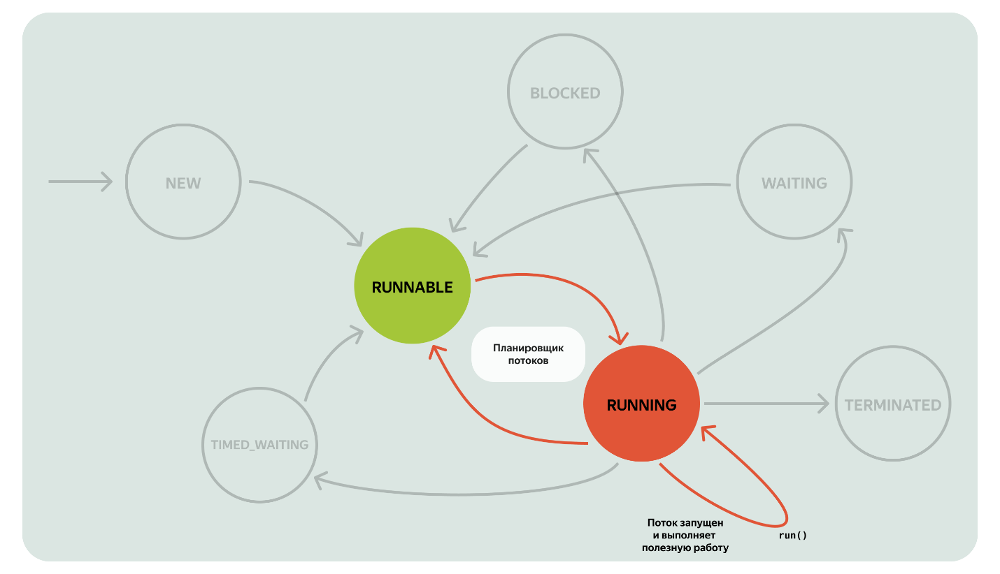 BLOCKED
NEW
WAITING
RUNNABLE
Планировщик
потоков
RUNNING
TERMINATED
TIMED_WAITING
Поток запущен
и выполняет
полезную работу
run()